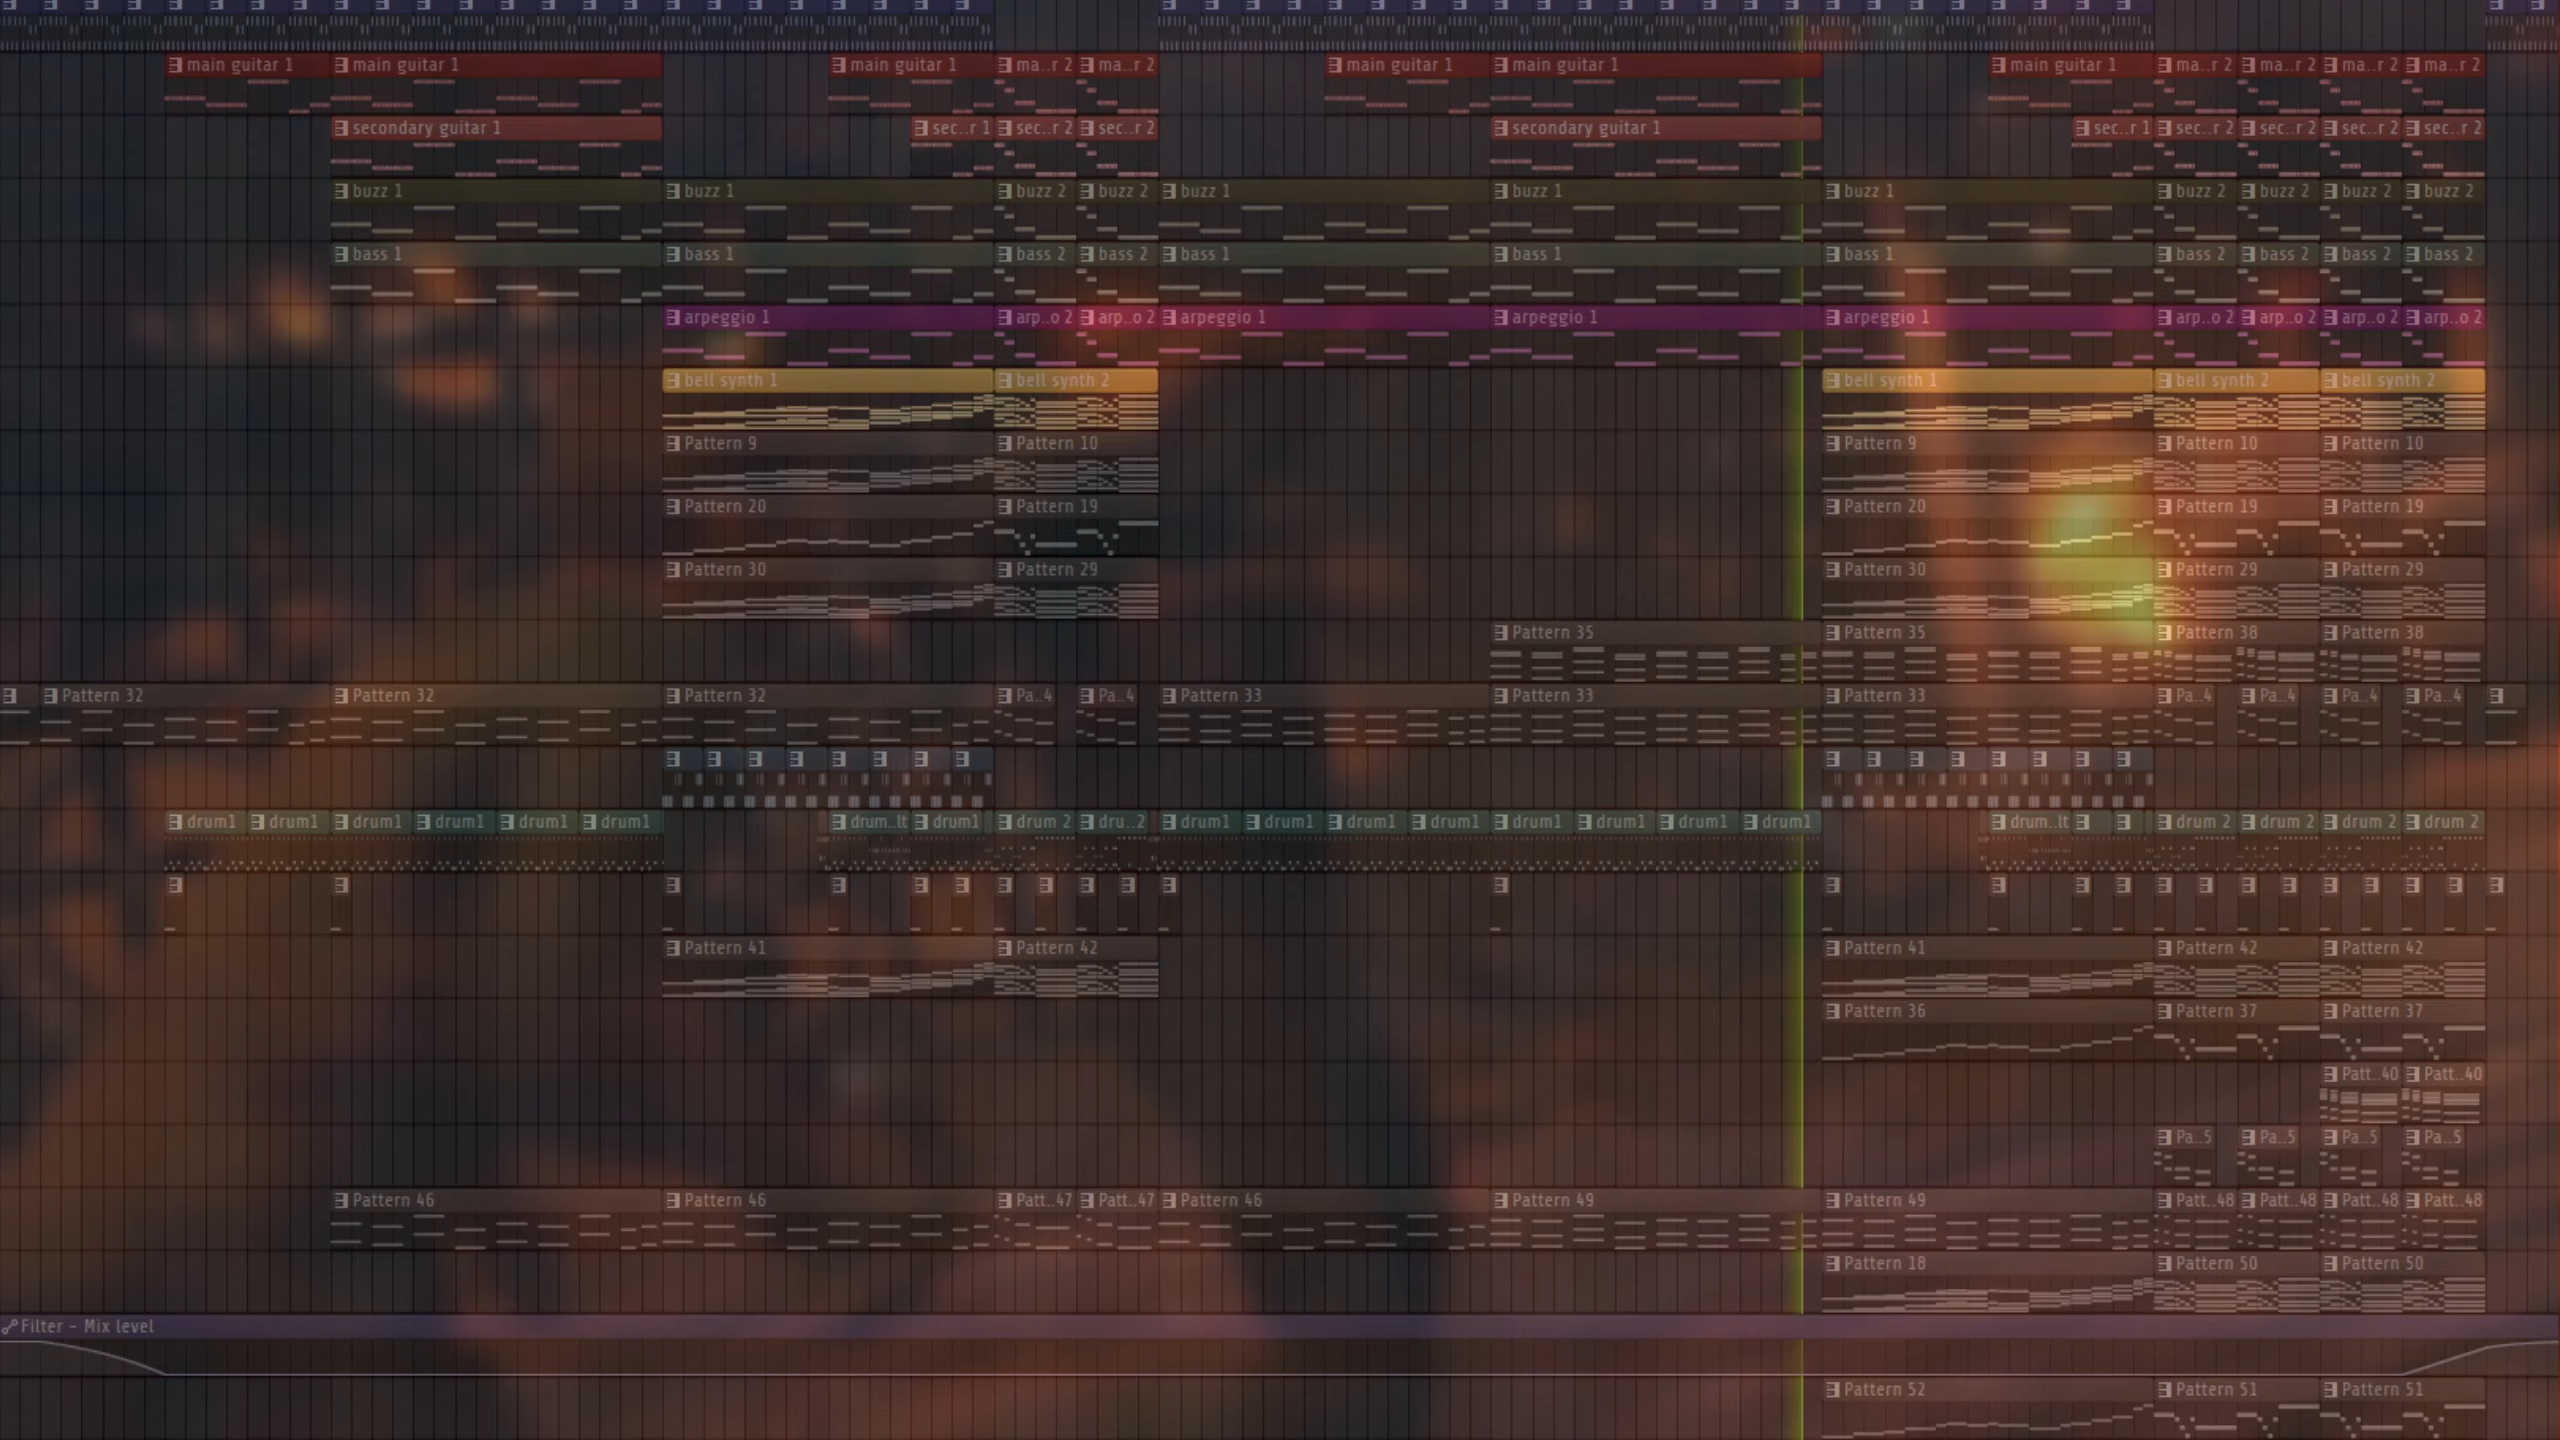 main guitar 1 main guitar 1 main guitar 1 ma..r 2 ma..r 2 main guitar 1 main guitar 1 main guitar 1 ma..r 2 ma..r 2 ma..r 2 ma..r 2
secondary guitar 1 sec..r 1 sec..r 2 sec..r 2 secondary guitar 1 sec..r 1 sec..r 2 sec..r 2 sec..r 2 sec..r 2
buzz 1 buzz 1 buzz 2 buzz 2 buzz 1 buzz 1 buzz 1 buzz 2 buzz 2 buzz 2 buzz 2
bass 1 bass 1 bass 2 bass 2 bass 1 bass 1 bass 1 bass 2 bass 2 bass 2 bass 2
arpeggio 1 arp..o 2 arp..o 2 arpeggio 1 arpeggio 1 arpeggio 1 arp..o 2 arp..o 2 arp..o 2 arp..o 2
bell synth 1 bell synth 2 bell synth 1 bell synth 2 bell synth 2
Pattern 9 Pattern 10 Pattern 9 Pattern 10 Pattern 10
Pattern 20 Pattern 19 Pattern 20 Pattern 19 Pattern 19
Pattern 30 Pattern 29 Pattern 30 Pattern 29 Pattern 29
Pattern 35 Pattern 35 Pattern 38 Pattern 38
Pattern 32 Pattern 32 Pattern 32 Pa..4 Pa..4 Pattern 33 Pattern 33 Pattern 33 Pa..4 Pa..4 Pa..4 Pa..4
drum1 drum1 drum1 drum1 drum1 drum1 drum..lt drum1 drum 2 dru..2 drum1 drum1 drum1 drum1 drum1 drum1 drum1 drum1 drum..lt drum 2 drum 2 drum 2 drum 2
Pattern 41 Pattern 42 Pattern 41 Pattern 42 Pattern 42
Pattern 36 Pattern 37 Pattern 37
Patt..40 Patt..40
Pa..5 Pa..5 Pa..5 Pa..5
Pattern 46 Pattern 46 Patt..47 Patt..47 Pattern 46 Pattern 49 Pattern 49 Patt..48 Patt..48 Patt..48 Patt..48
Pattern 18 Pattern 50 Pattern 50
Filter - Mix level
Pattern 52 Pattern 51 Pattern 51